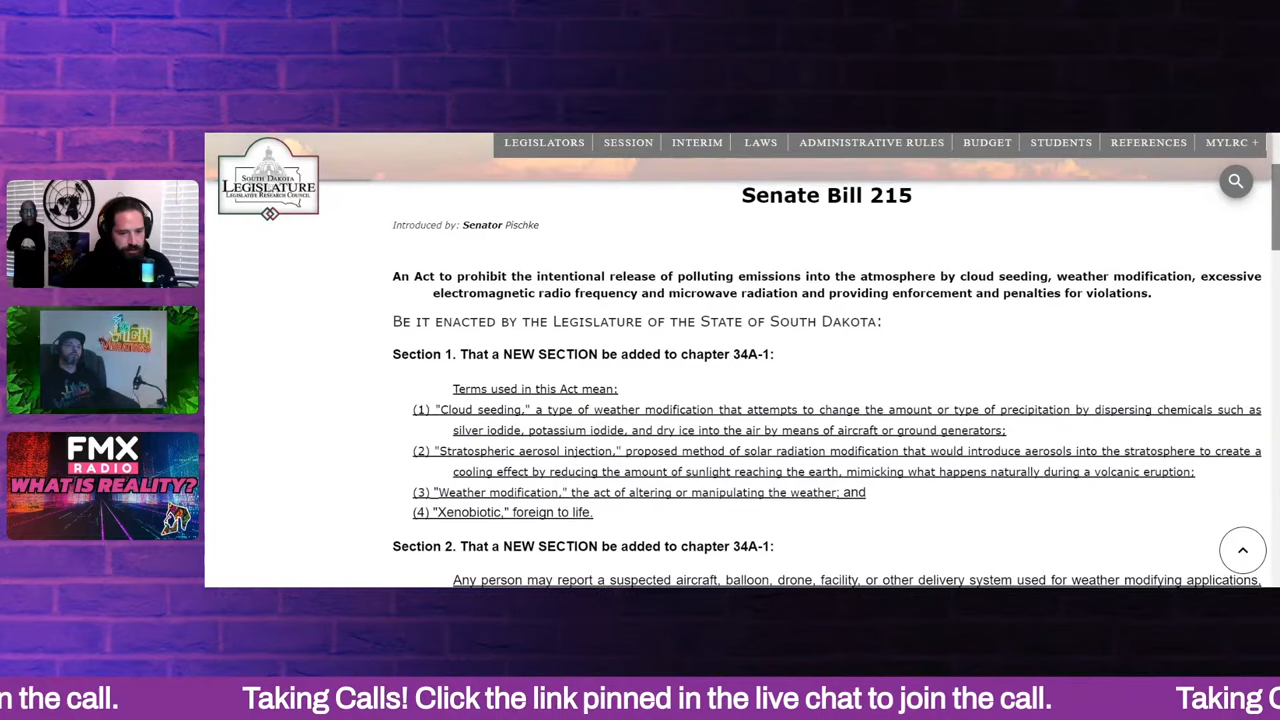 LEGISLATORS SESSION INTERIM LAWS ADMINISTRATIVE RULES BUDGET STUDENTS REFERENCES MYLRC +
SOUTH DAKOTA
LEGISLATURE
LEGISLATIVE RESEARCH COUNCIL
Senate Bill 215
Introduced by: Senator Pischke
An Act to prohibit the intentional release of polluting emissions into the atmosphere by cloud seeding, weather modification, excessive
electromagnetic radio frequency and microwave radiation and providing enforcement and penalties for violations.
BE IT ENACTED BY THE LEGISLATURE OF THE STATE OF SOUTH DAKOTA:
Section 1. That a NEW SECTION be added to chapter 34A-1:
Terms used in this Act mean:
(1) "Cloud seeding," a type of weather modification that attempts to change the amount or type of precipitation by dispersing chemicals such as
silver iodide, potassium iodide, and dry ice into the air by means of aircraft or ground generators;
(2) "Stratospheric aerosol injection," proposed method of solar radiation modification that would introduce aerosols into the stratosphere to create a
cooling effect by reducing the amount of sunlight reaching the earth, mimicking what happens naturally during a volcanic eruption;
(3) "Weather modification," the act of altering or manipulating the weather; and
(4) "Xenobiotic," foreign to life.
Section 2. That a NEW SECTION be added to chapter 34A-1:
Any person may report a suspected aircraft, balloon, drone, facility, or other delivery system used for weather modifying applications,
FMX
RADIO
WHAT IS REALITY?
n the call. Taking Calls! Click the link pinned in the live chat to join the call. Taking C